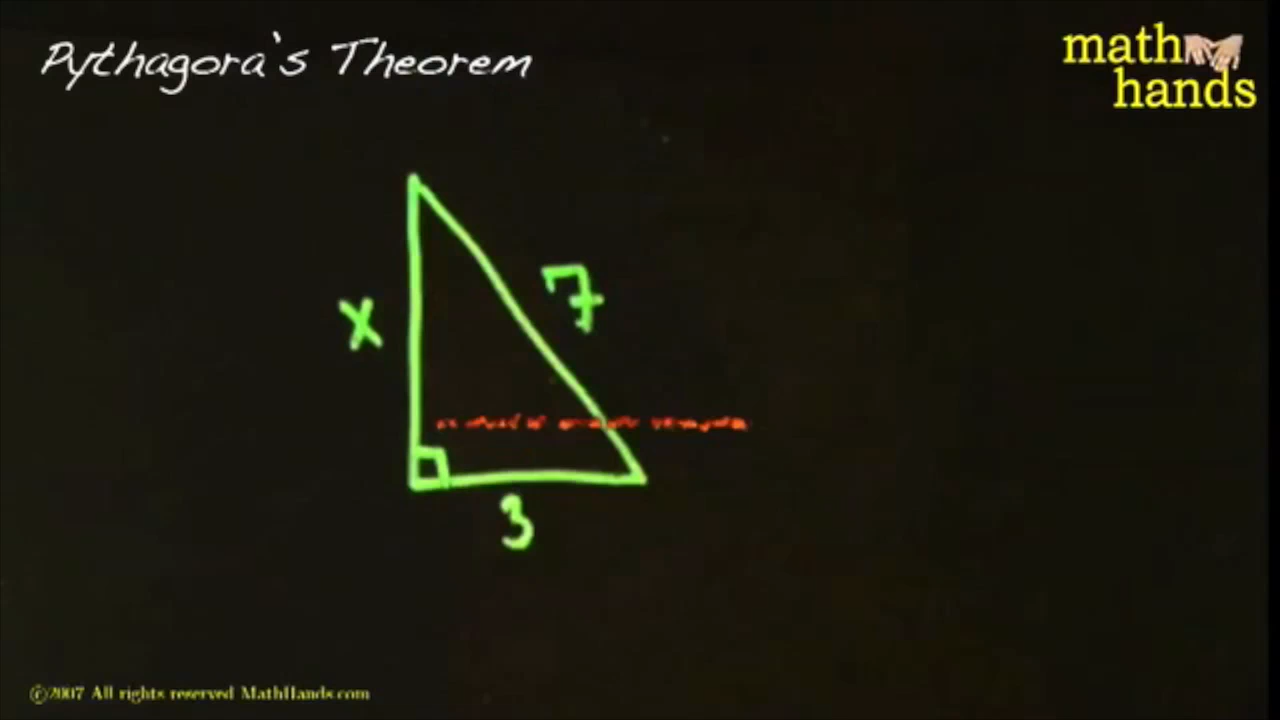 Pythagora's Theorem
math
hands
x
7
3
©2007 All rights reserved MathHands.com